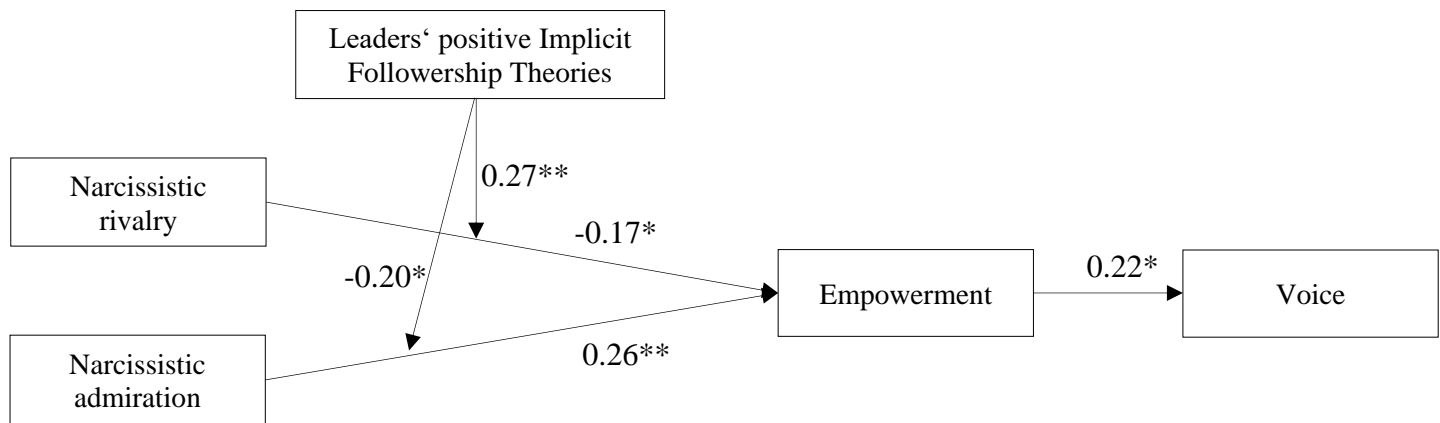 Leaders‘ positive Implicit
Followership Theories
0.27**
Narcissistic
rivalry
-0.17*
-0.20*
Empowerment
0.22*
Voice
0.26**
Narcissistic
admiration